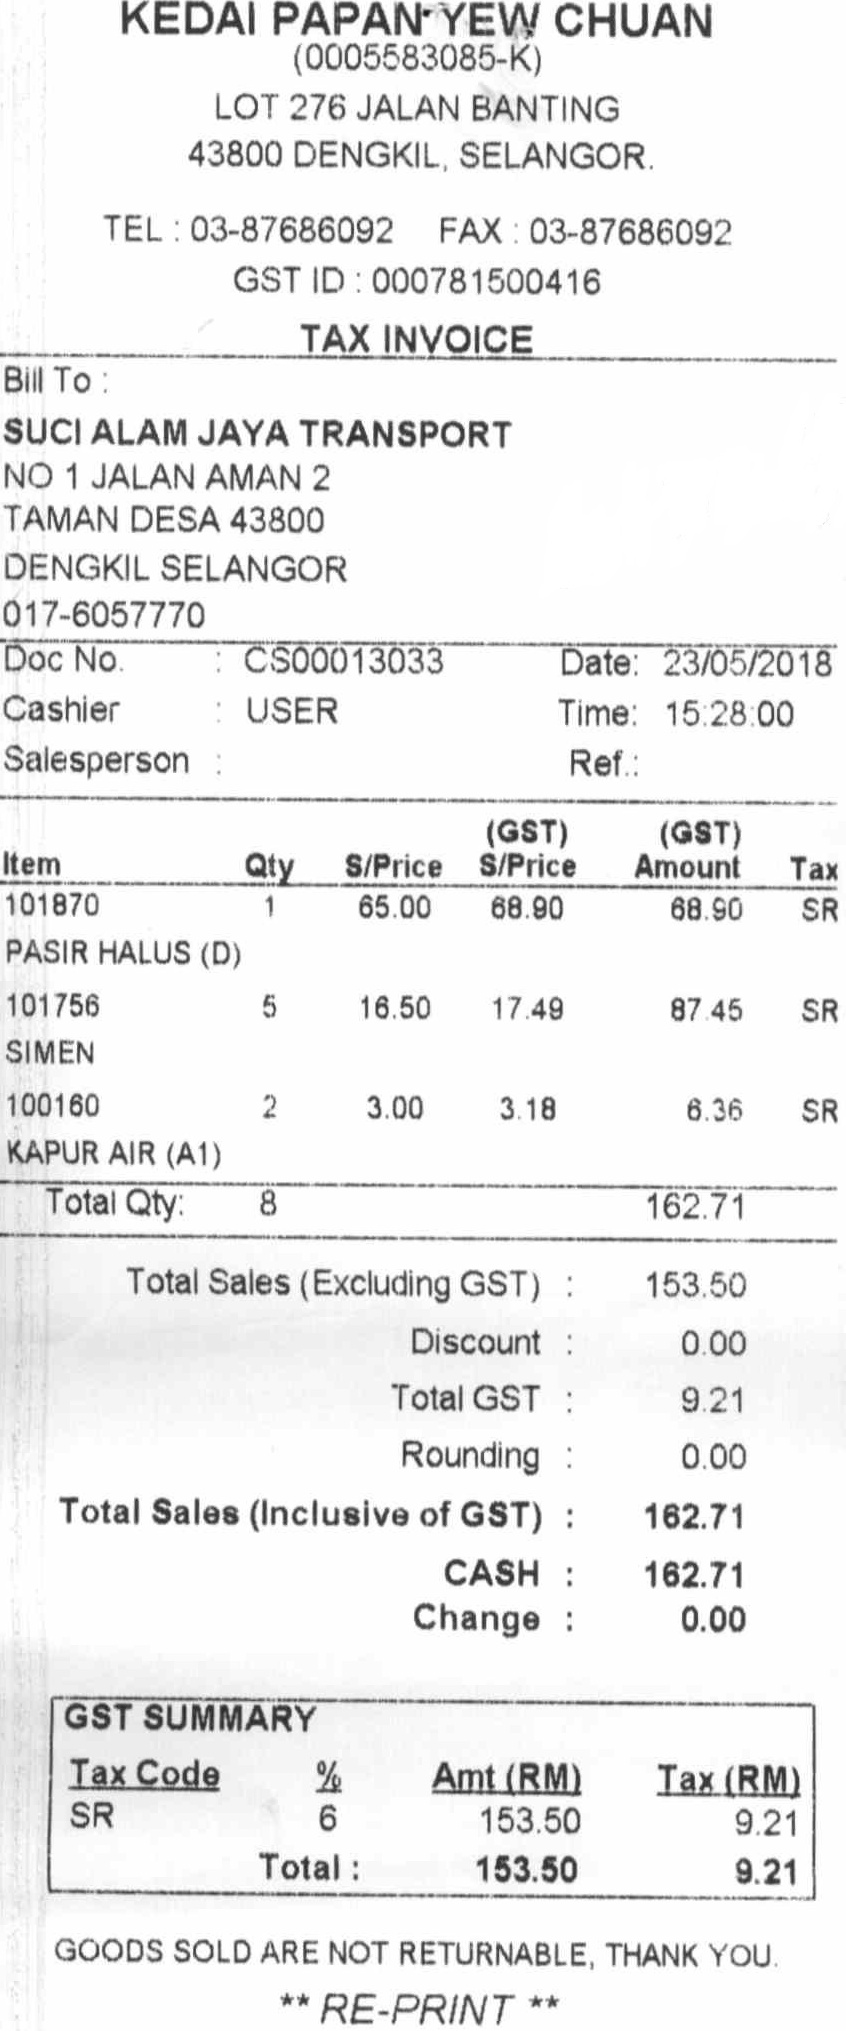 KEDAI PAPAN YEW CHUAN
(0005583085-K)
LOT 276 JALAN BANTING
43800 DENGKIL, SELANGOR.
TEL : 03-87686092 FAX : 03-87686092
GST ID : 000781500416
TAX INVOICE
Bill To :
SUCI ALAM JAYA TRANSPORT
NO 1 JALAN AMAN 2
TAMAN DESA 43800
DENGKIL SELANGOR
017-6057770
Doc No. : CS00013033 Date: 23/05/2018
Cashier : USER Time: 15:28:00
Salesperson : Ref.:
(GST) (GST)
Item Qty S/Price S/Price Amount Tax
101870 1 65.00 68.90 68.90 SR
PASIR HALUS (D)
101756 5 16.50 17.49 87.45 SR
SIMEN
100160 2 3.00 3.18 6.36 SR
KAPUR AIR (A1)
Total Qty: 8 162.71
Total Sales (Excluding GST) : 153.50
Discount : 0.00
Total GST : 9.21
Rounding : 0.00
Total Sales (Inclusive of GST) : 162.71
CASH : 162.71
Change : 0.00
GST SUMMARY
Tax Code % Amt (RM) Tax (RM)
SR 6 153.50 9.21
Total : 153.50 9.21
GOODS SOLD ARE NOT RETURNABLE, THANK YOU.
** RE-PRINT **